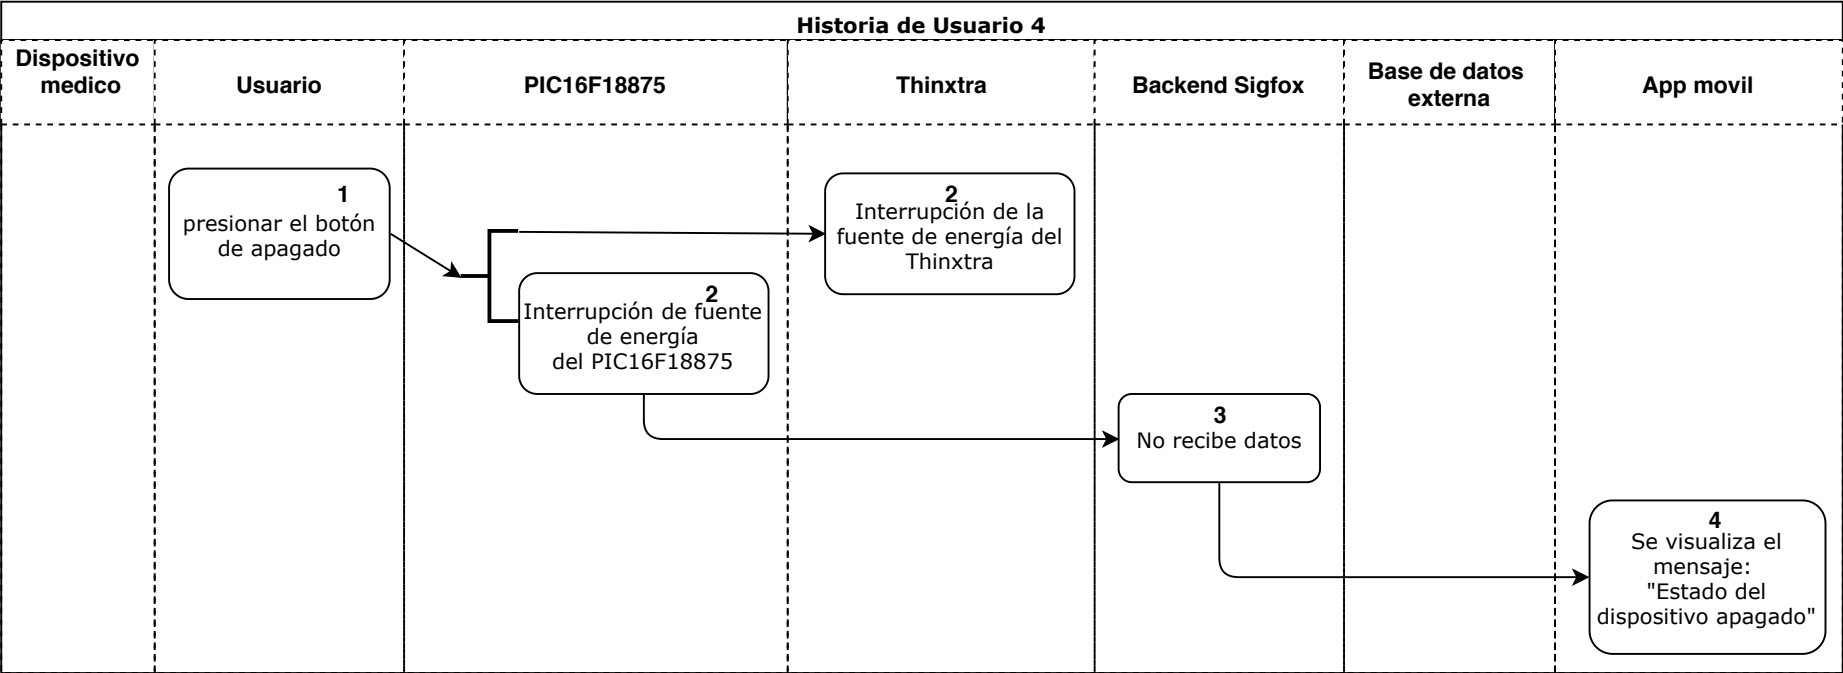 Historia de Usuario 4
Dispositivo
medico
Usuario
PIC16F18875
Thinxtra
Backend Sigfox
Base de datos
externa
App movil
1
presionar el botón
de apagado
2
Interrupción de la
fuente de energía del
Thinxtra
2
Interrupción de fuente
de energía
del PIC16F18875
3
No recibe datos
4
Se visualiza el
mensaje:
"Estado del
dispositivo apagado"